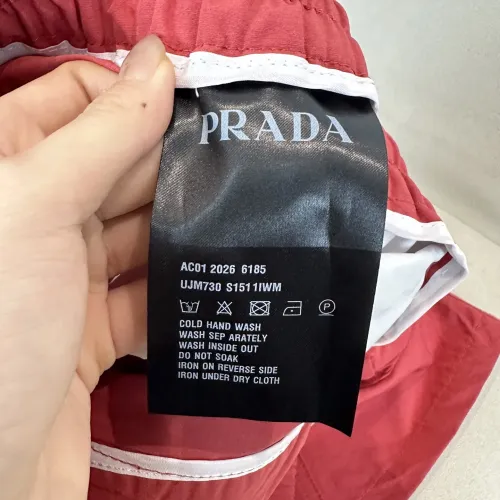 PRADA
AC01 2026 6185
UJM730 S1511IWM
COLD HAND WASH
WASH SEP ARATELY
WASH INSIDE OUT
DO NOT SOAK
IRON ON REVERSE SIDE
IRON UNDER DRY CLOTH